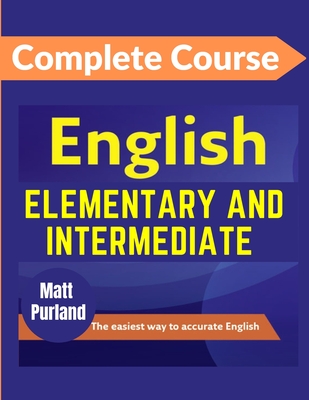 Complete Course
English
ELEMENTARY AND
INTERMEDIATE
Matt
Purland
The easiest way to accurate English